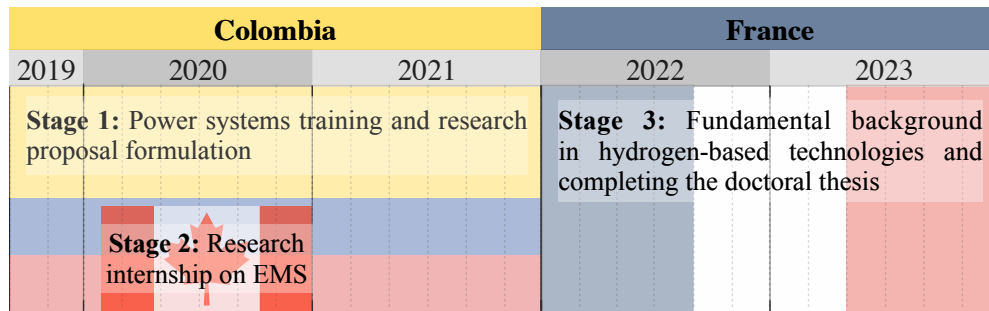 Colombia France
2019 2020 2021 2022 2023
Stage 1: Power systems training and research
proposal formulation
Stage 3: Fundamental background
in hydrogen-based technologies and
completing the doctoral thesis
Stage 2: Research
internship on EMS